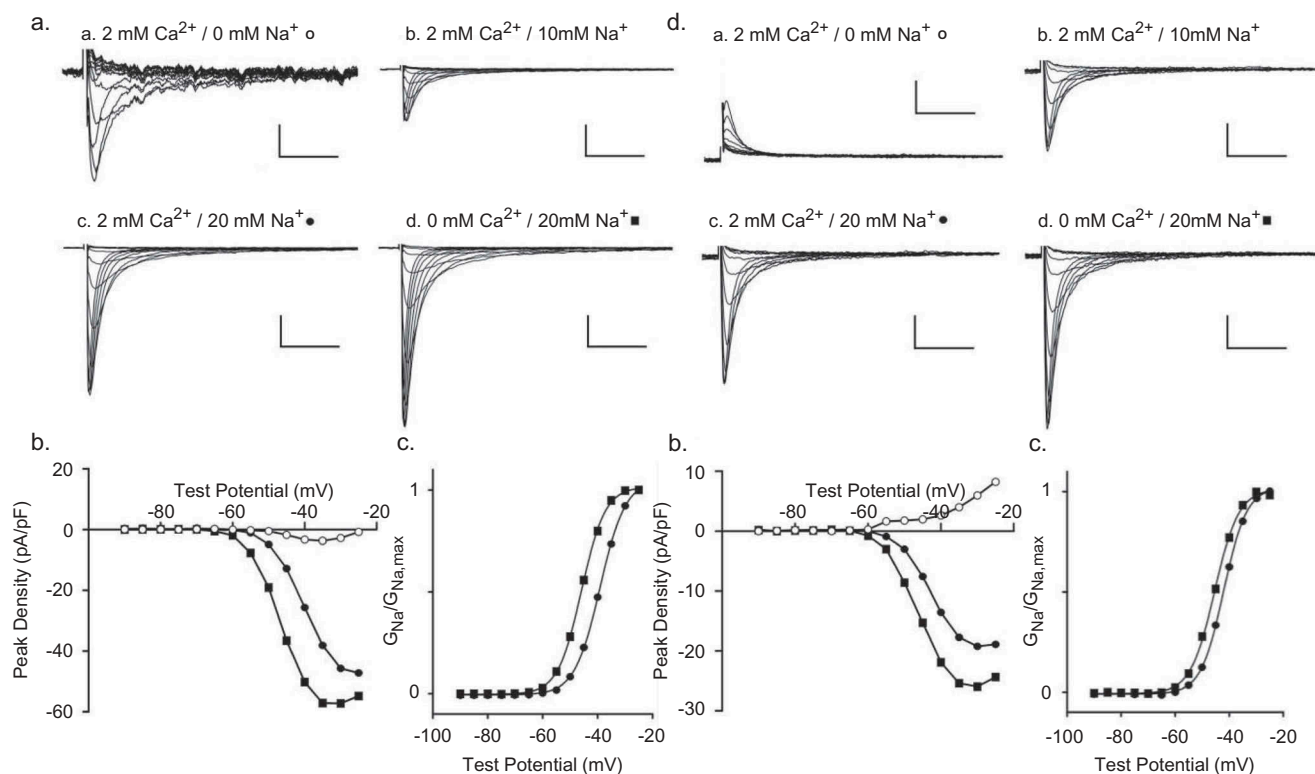 a.
a. 2 mM Ca²⁺ / 0 mM Na⁺ o
b. 2 mM Ca²⁺ / 10mM Na⁺
c. 2 mM Ca²⁺ / 20 mM Na⁺ ●
d. 0 mM Ca²⁺ / 20mM Na⁺ ■
d.
a. 2 mM Ca²⁺ / 0 mM Na⁺ o
b. 2 mM Ca²⁺ / 10mM Na⁺
c. 2 mM Ca²⁺ / 20 mM Na⁺ ●
d. 0 mM Ca²⁺ / 20mM Na⁺ ■
b.
Peak Density (pA/pF)
20
0
-20
-40
-60
Test Potential (mV)
-80 -60 -40 -20
c.
G_Na/G_Na,max
1
0
-100 -80 -60 -40 -20
Test Potential (mV)
b.
Peak Density (pA/pF)
10
0
-10
-20
-30
Test Potential (mV)
-80 -60 -40 -20
c.
G_Na/G_Na,max
1
0
-100 -80 -60 -40 -20
Test Potential (mV)